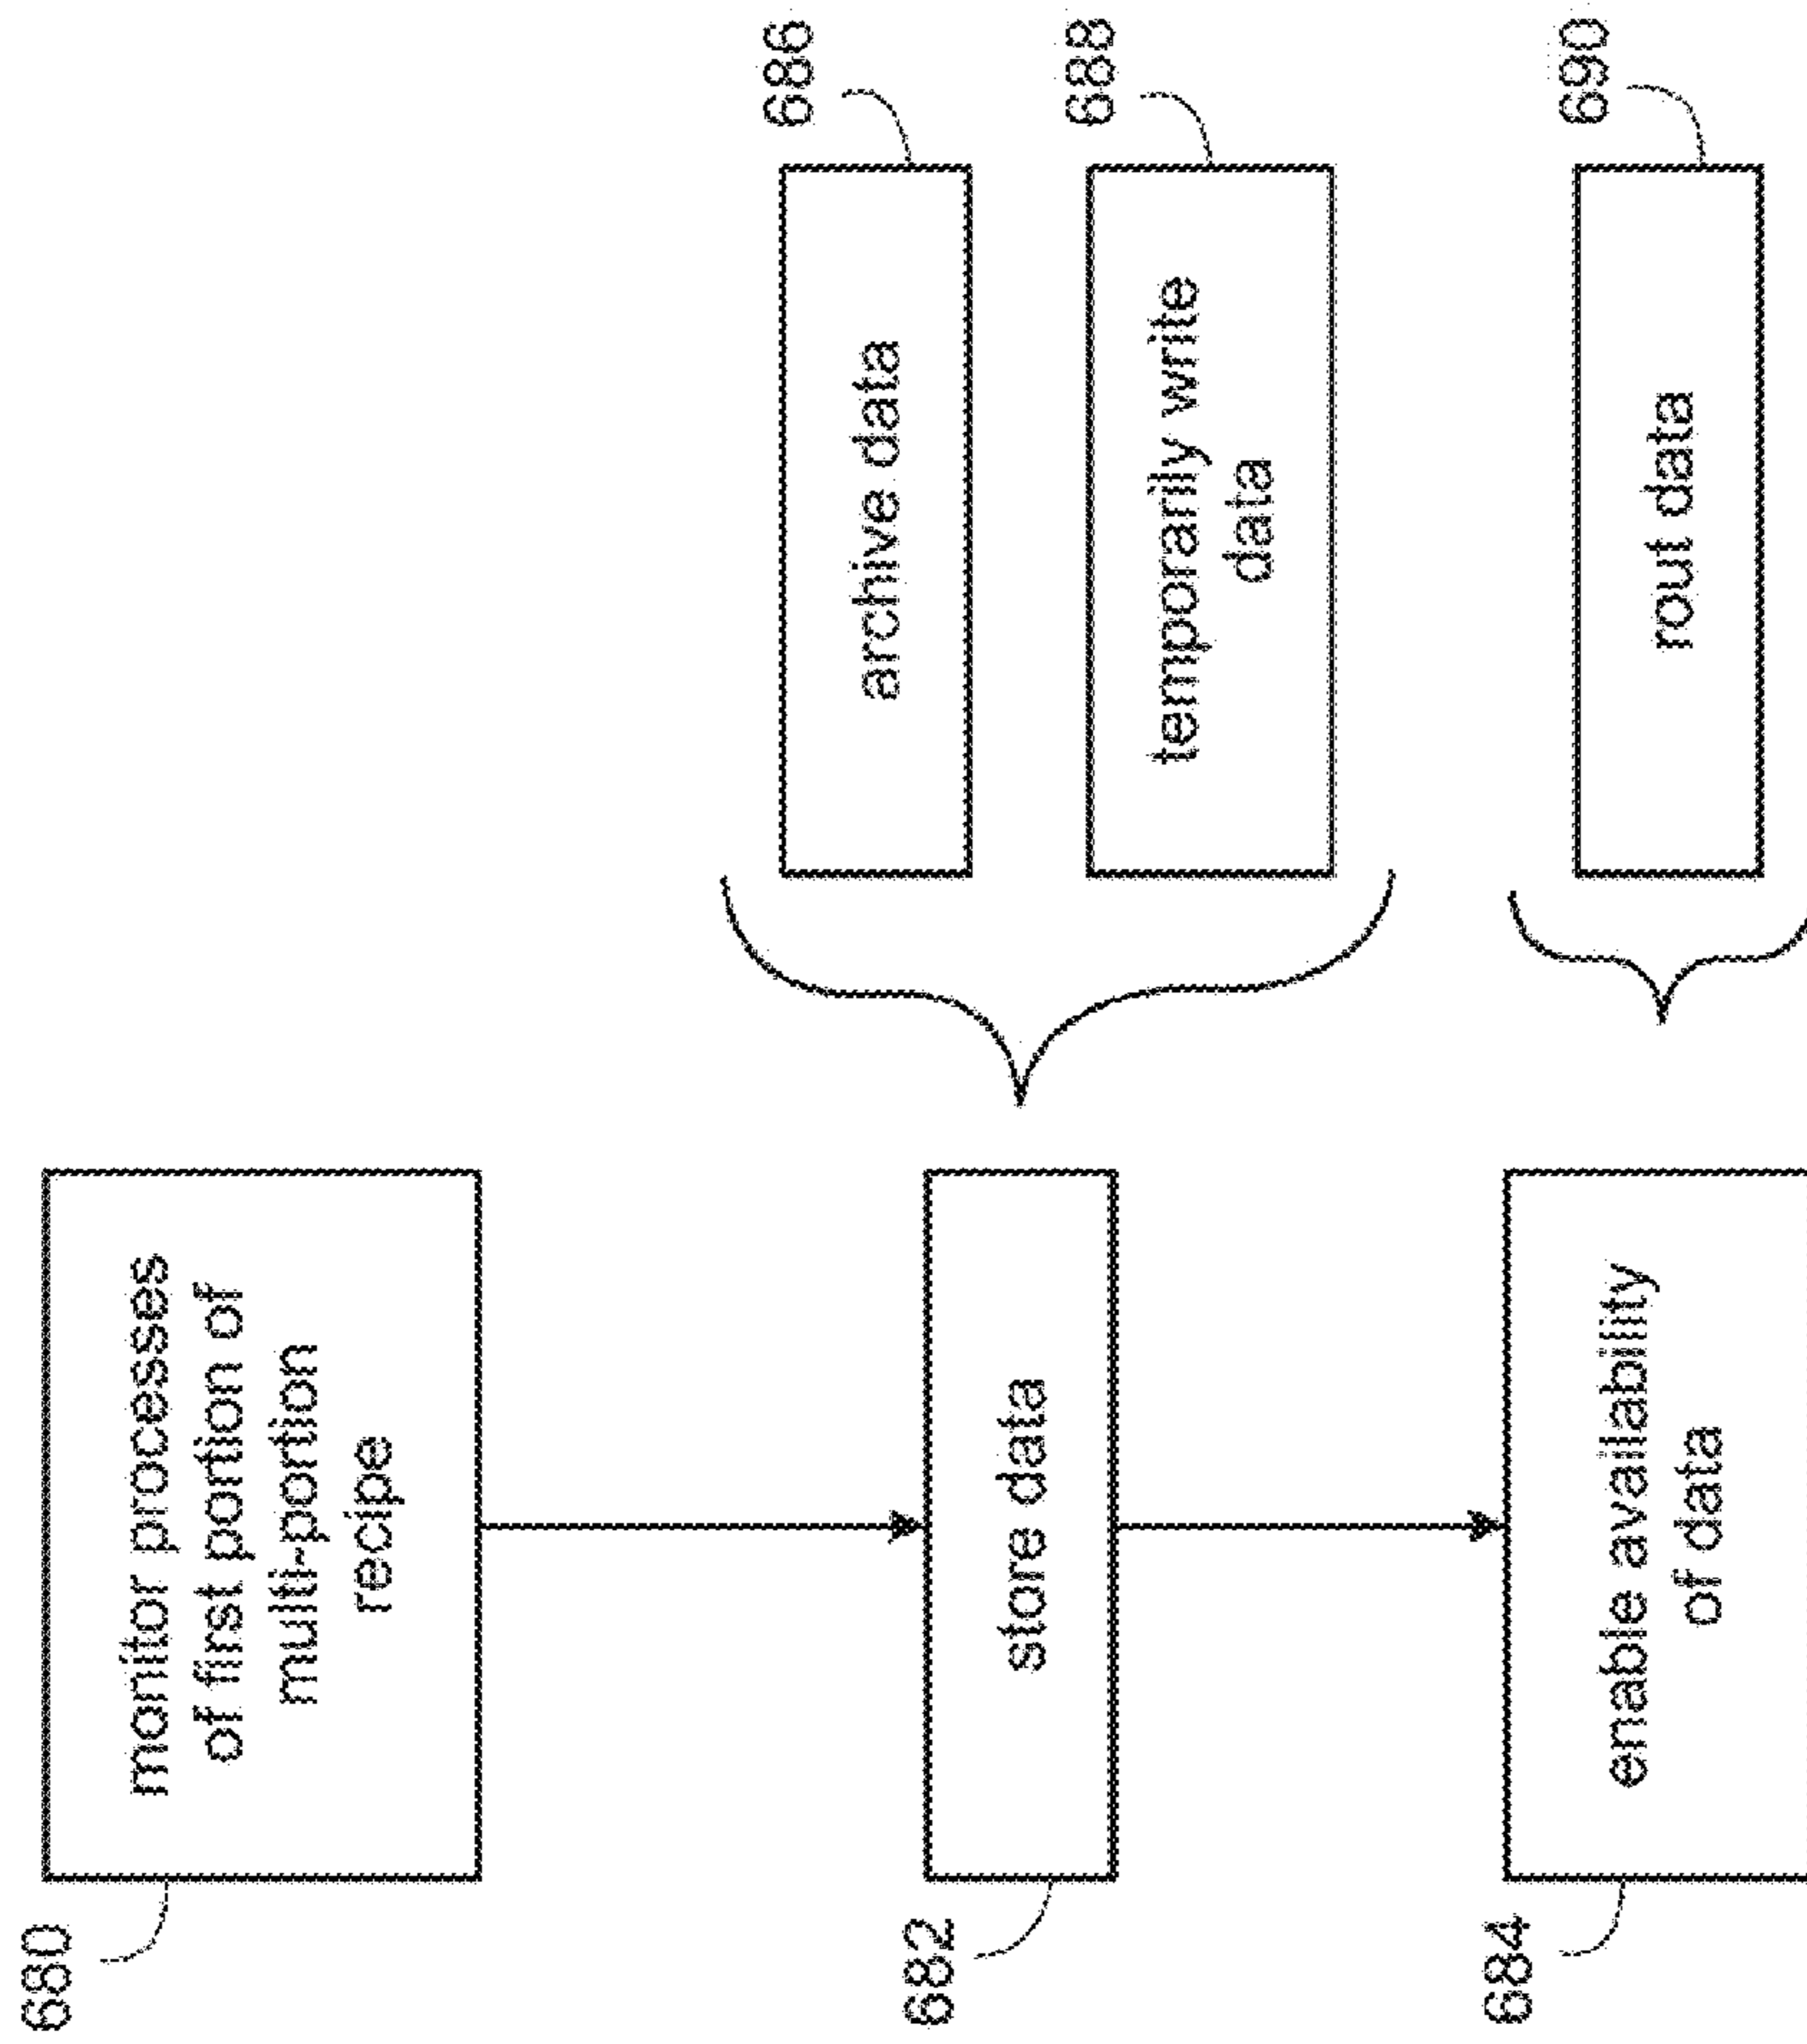 680
monitor processes
of first portion of
multi-portion
recipe
682
store data
686
archive data
688
temporarily write
data
684
enable availability
of data
690
rout data